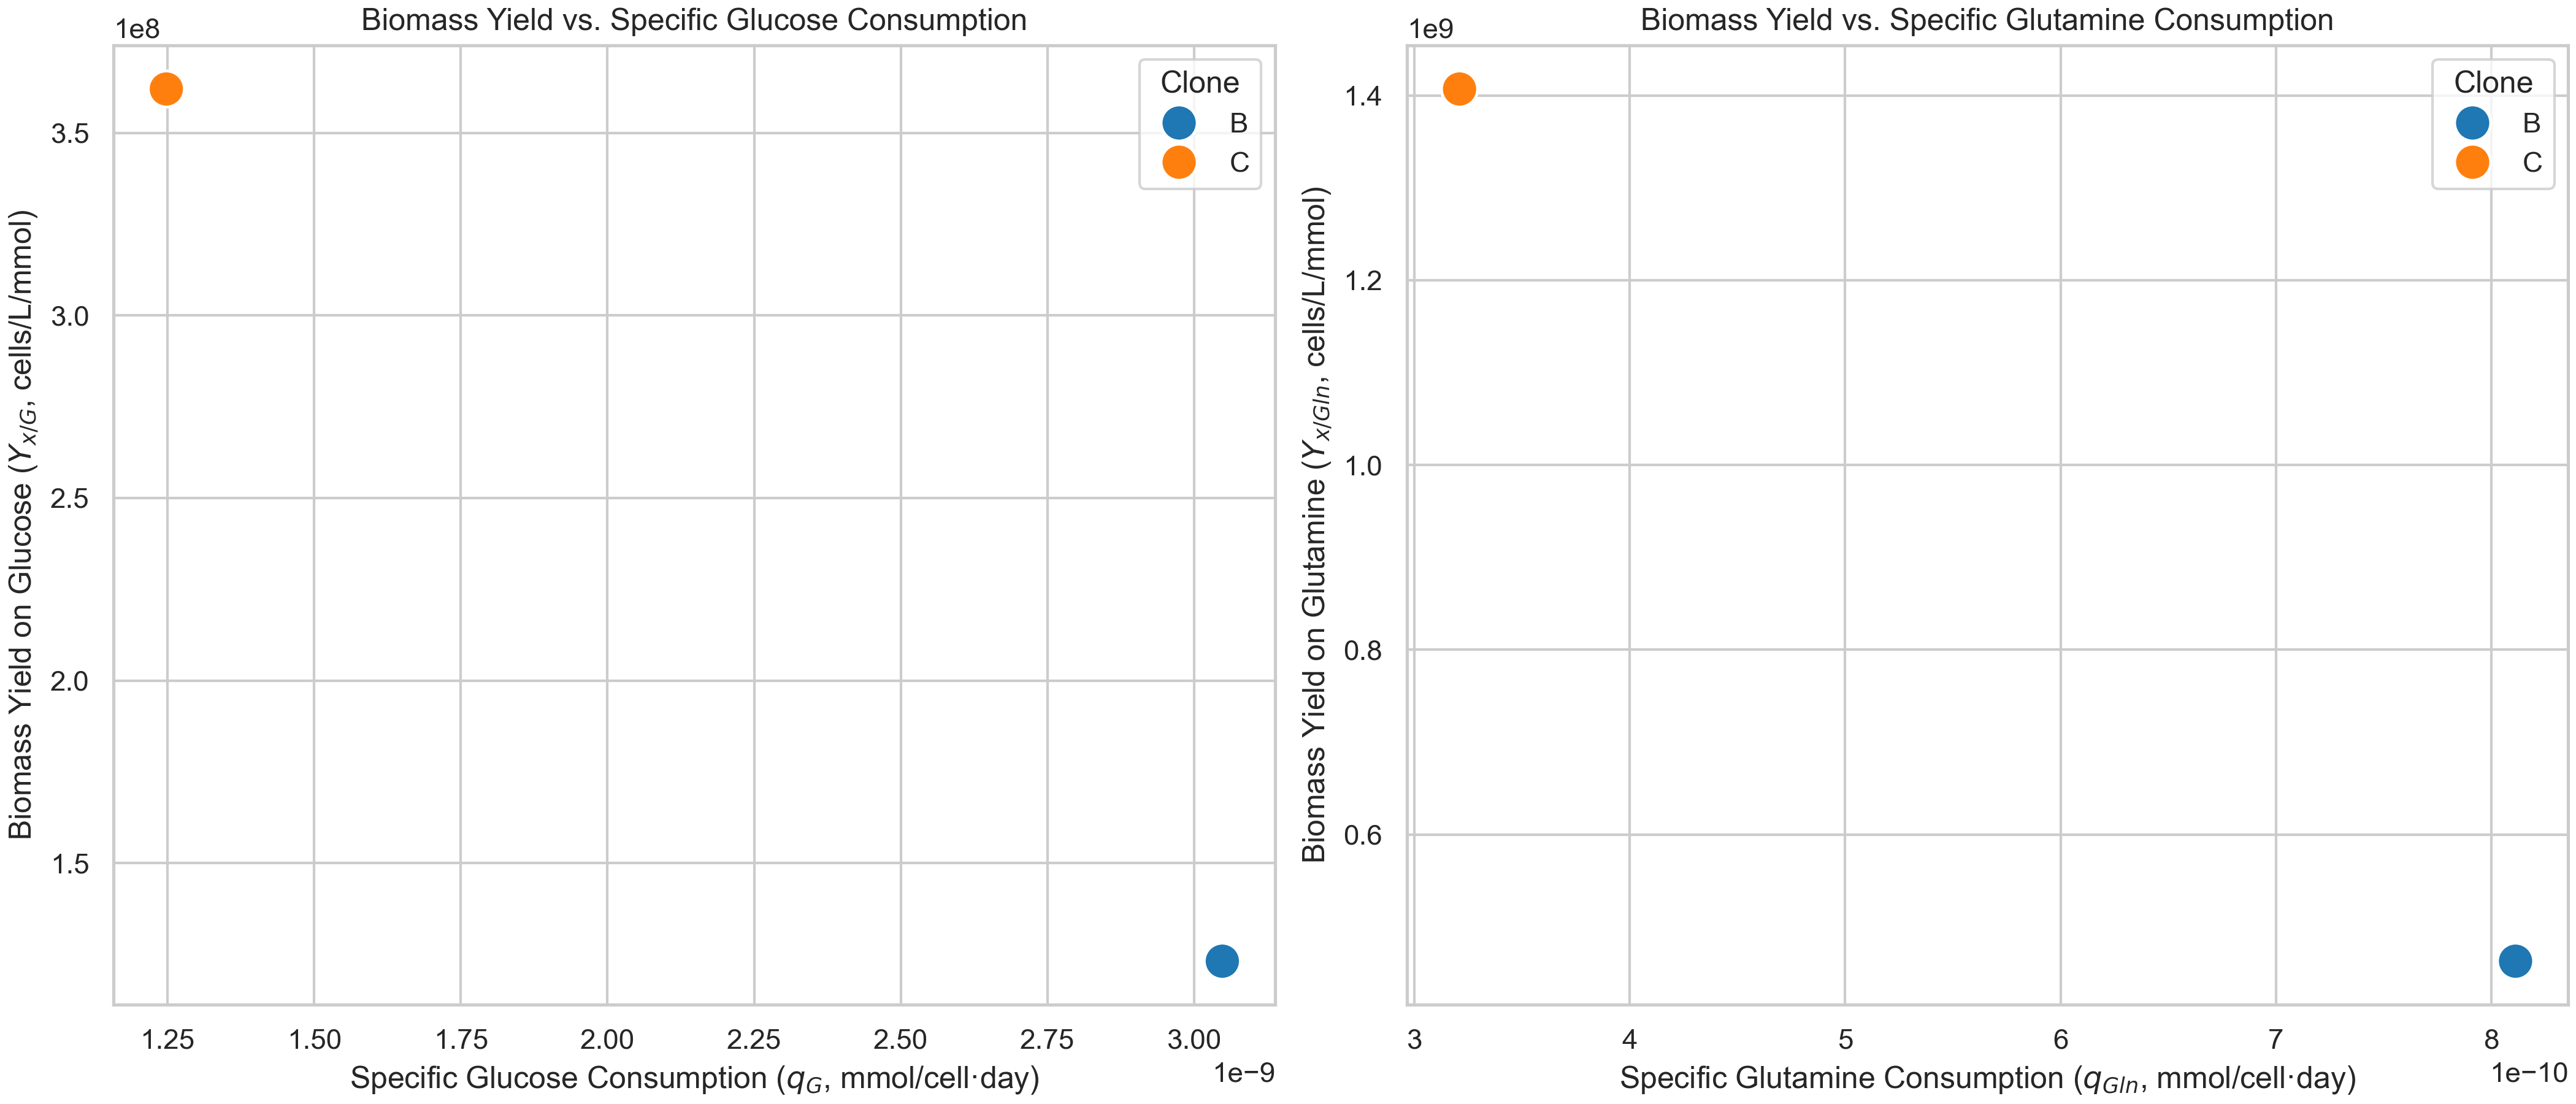 Biomass Yield vs. Specific Glucose Consumption
1e8
Clone
B
C
3.5
3.0
2.5
2.0
1.5
Biomass Yield on Glucose (Yx/G, cells/L/mmol)
1.25 1.50 1.75 2.00 2.25 2.50 2.75 3.00
1e−9
Specific Glucose Consumption (qG, mmol/cell·day)
Biomass Yield vs. Specific Glutamine Consumption
1e9
Clone
B
C
1.4
1.2
1.0
0.8
0.6
Biomass Yield on Glutamine (Yx/Gln, cells/L/mmol)
3 4 5 6 7 8
1e−10
Specific Glutamine Consumption (qGln, mmol/cell·day)